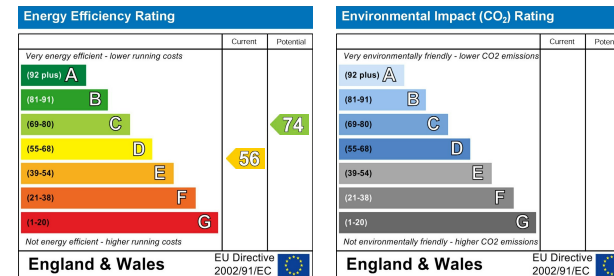 Energy Efficiency Rating
Current Potential
Very energy efficient - lower running costs
(92 plus) A
(81-91) B
(69-80) C
74
(55-68) D
56
(39-54) E
(21-38) F
(1-20) G
Not energy efficient - higher running costs
England & Wales
EU Directive
2002/91/EC
Environmental Impact (CO₂) Rating
Current Poten
Very environmentally friendly - lower CO2 emissions
(92 plus) A
(81-91) B
(69-80) C
(55-68) D
(39-54) E
(21-38) F
(1-20) G
Not environmentally friendly - higher CO2 emissions
England & Wales
EU Directive
2002/91/EC